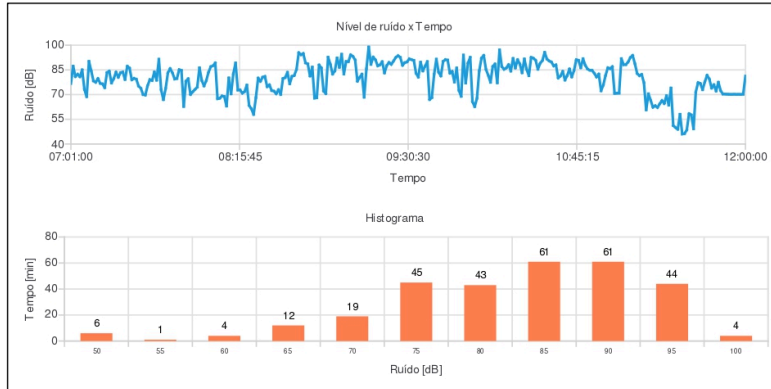 Nível de ruído x Tempo
Ruído [dB]
100
85
70
55
40
07:01:00 08:15:45 09:30:30 10:45:15 12:00:00
Tempo
Histograma
Tempo [min]
80
60
40
20
0
6 1 4 12 19 45 43 61 61 44 4
50 55 60 65 70 75 80 85 90 95 100
Ruído [dB]